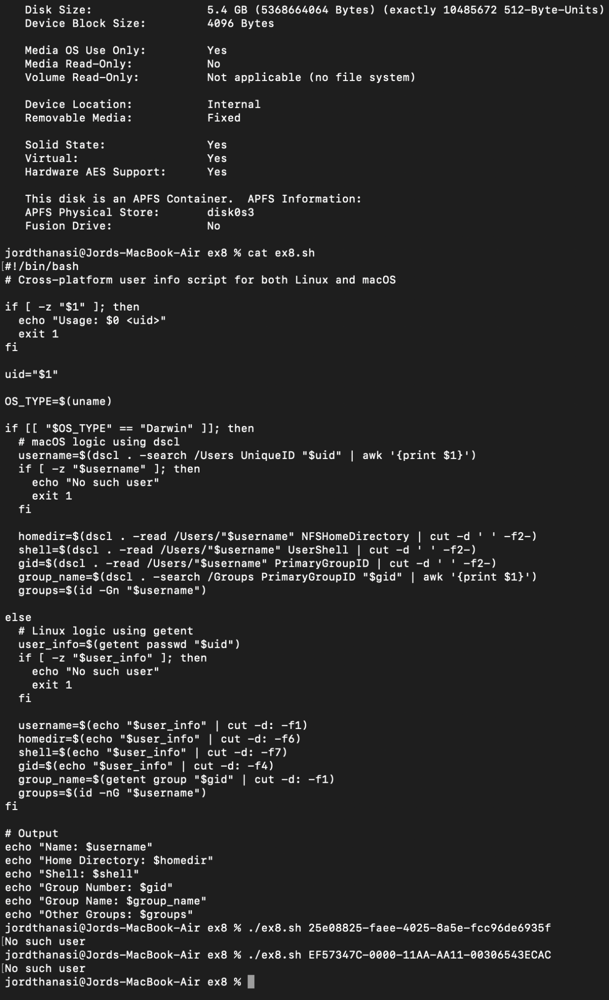 Disk Size: 5.4 GB (5368664064 Bytes) (exactly 10485672 512-Byte-Units)
Device Block Size: 4096 Bytes
Media OS Use Only: Yes
Media Read-Only: No
Volume Read-Only: Not applicable (no file system)
Device Location: Internal
Removable Media: Fixed
Solid State: Yes
Virtual: Yes
Hardware AES Support: Yes
This disk is an APFS Container.  APFS Information:
APFS Physical Store: disk0s3
Fusion Drive: No
jordthanasi@Jords-MacBook-Air ex8 % cat ex8.sh
[#!/bin/bash
# Cross-platform user info script for both Linux and macOS
if [ -z "$1" ]; then
  echo "Usage: $0 <uid>"
  exit 1
fi
uid="$1"
OS_TYPE=$(uname)
if [[ "$OS_TYPE" == "Darwin" ]]; then
  # macOS logic using dscl
  username=$(dscl . -search /Users UniqueID "$uid" | awk '{print $1}')
  if [ -z "$username" ]; then
    echo "No such user"
    exit 1
  fi
  homedir=$(dscl . -read /Users/"$username" NFSHomeDirectory | cut -d ' ' -f2-)
  shell=$(dscl . -read /Users/"$username" UserShell | cut -d ' ' -f2-)
  gid=$(dscl . -read /Users/"$username" PrimaryGroupID | cut -d ' ' -f2-)
  group_name=$(dscl . -search /Groups PrimaryGroupID "$gid" | awk '{print $1}')
  groups=$(id -Gn "$username")
else
  # Linux logic using getent
  user_info=$(getent passwd "$uid")
  if [ -z "$user_info" ]; then
    echo "No such user"
    exit 1
  fi
  username=$(echo "$user_info" | cut -d: -f1)
  homedir=$(echo "$user_info" | cut -d: -f6)
  shell=$(echo "$user_info" | cut -d: -f7)
  gid=$(echo "$user_info" | cut -d: -f4)
  group_name=$(getent group "$gid" | cut -d: -f1)
  groups=$(id -nG "$username")
fi
# Output
echo "Name: $username"
echo "Home Directory: $homedir"
echo "Shell: $shell"
echo "Group Number: $gid"
echo "Group Name: $group_name"
echo "Other Groups: $groups"
jordthanasi@Jords-MacBook-Air ex8 % ./ex8.sh 25e08825-faee-4025-8a5e-fcc96de6935f
[No such user
jordthanasi@Jords-MacBook-Air ex8 % ./ex8.sh EF57347C-0000-11AA-AA11-00306543ECAC
[No such user
jordthanasi@Jords-MacBook-Air ex8 %